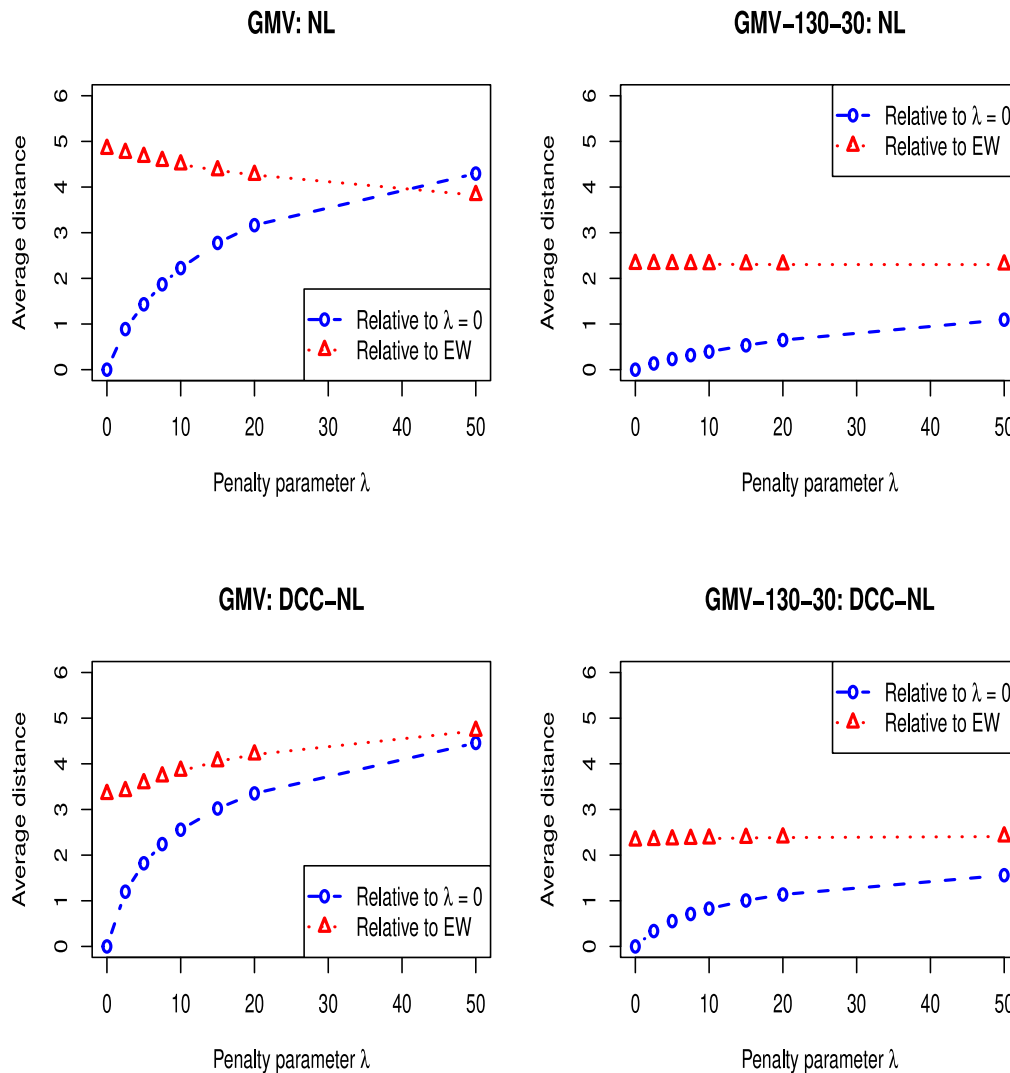 GMV: NL
GMV−130−30: NL
Average distance
0 1 2 3 4 5 6
Relative to λ = 0
Relative to EW
0 10 20 30 40 50
Penalty parameter λ
Average distance
0 1 2 3 4 5 6
Relative to λ = 0
Relative to EW
0 10 20 30 40 50
Penalty parameter λ
GMV: DCC−NL
GMV−130−30: DCC−NL
Average distance
0 1 2 3 4 5 6
Relative to λ = 0
Relative to EW
0 10 20 30 40 50
Penalty parameter λ
Average distance
0 1 2 3 4 5 6
Relative to λ = 0
Relative to EW
0 10 20 30 40 50
Penalty parameter λ